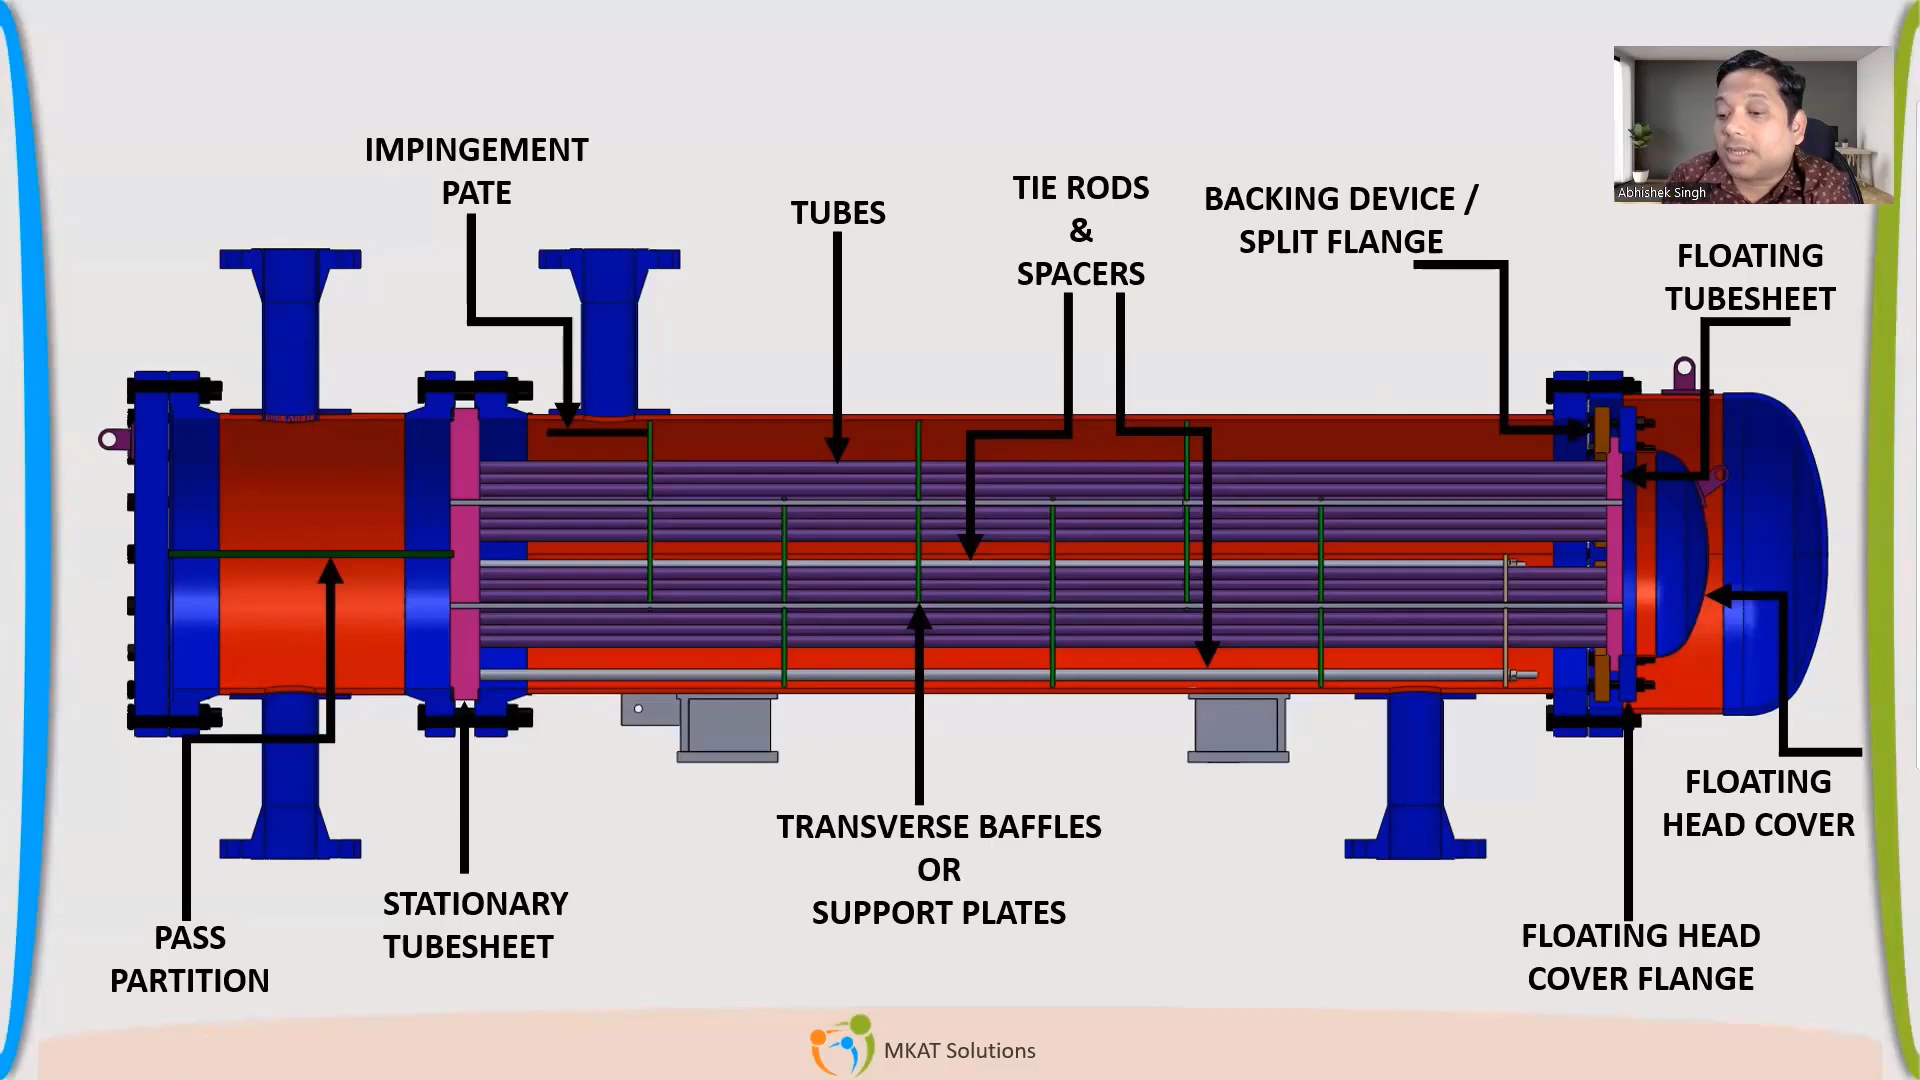 IMPINGEMENT
PATE
TUBES
TIE RODS
&
SPACERS
BACKING DEVICE /
SPLIT FLANGE
Abhishek Singh
FLOATING
TUBESHEET
FLOATING
HEAD COVER
TRANSVERSE BAFFLES
OR
SUPPORT PLATES
STATIONARY
TUBESHEET
PASS
PARTITION
FLOATING HEAD
COVER FLANGE
MKAT Solutions